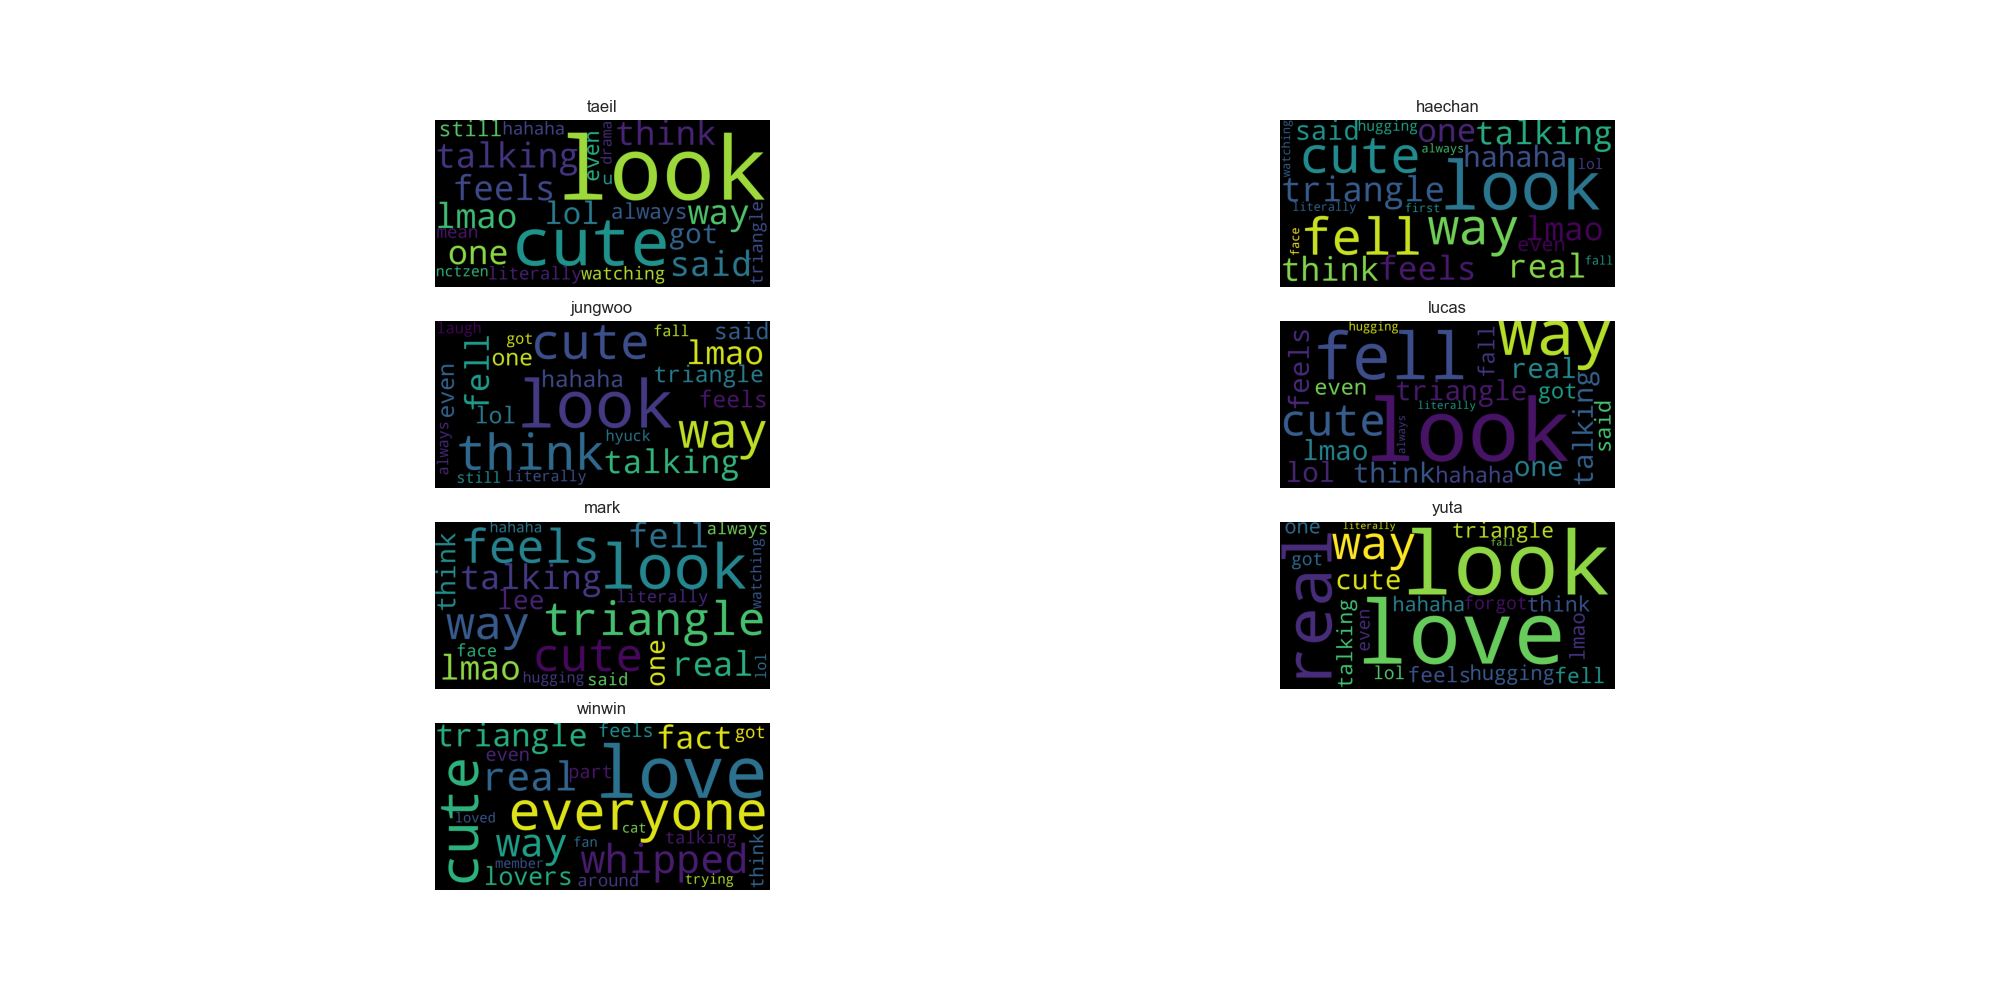 taeil
still hahaha even drama think
talking look
feels u
lmao lol always way triangle
mean cute got
one said
nctzen literally watching
haechan
watching said hugging one talking
cute always hahaha lol
triangle look
literally first
face fell way lmao
even
think feels real fall
jungwoo
laugh got cute fall said
fell one lmao
even hahaha triangle
look feels
lol way
always think hyuck
talking
still literally
lucas
hugging way
feels fell fall real
even triangle got
cute look literally talking said
lmao always
lol think hahaha one
mark
hahaha fell always
think feels look watching
talking
lee literally
way triangle
face cute one real lol
lmao hugging said
yuta
one literally triangle
real got way look fall
cute
hahaha forgot think
talking even love lmao
lol feels hugging fell
winwin
triangle feels fact got
cute even love
real part
loved everyone
way fan cat talking think
member whipped
lovers around trying